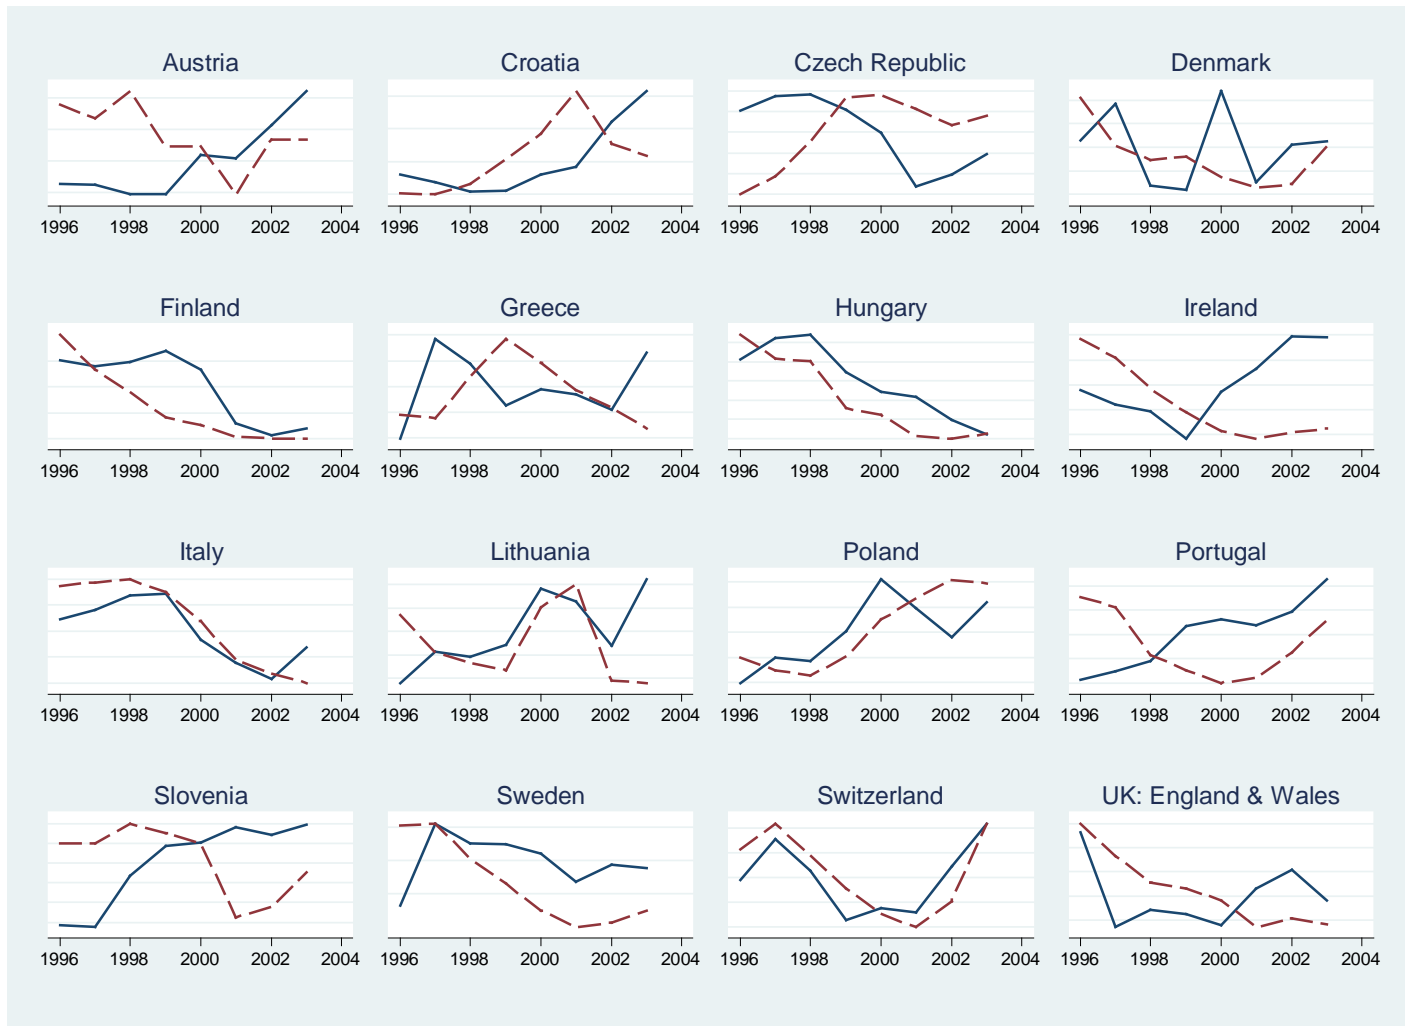 Austria Croatia Czech Republic Denmark
1996 1998 2000 2002 2004 1996 1998 2000 2002 2004 1996 1998 2000 2002 2004 1996 1998 2000 2002 2004
Finland Greece Hungary Ireland
1996 1998 2000 2002 2004 1996 1998 2000 2002 2004 1996 1998 2000 2002 2004 1996 1998 2000 2002 2004
Italy Lithuania Poland Portugal
1996 1998 2000 2002 2004 1996 1998 2000 2002 2004 1996 1998 2000 2002 2004 1996 1998 2000 2002 2004
Slovenia Sweden Switzerland UK: England & Wales
1996 1998 2000 2002 2004 1996 1998 2000 2002 2004 1996 1998 2000 2002 2004 1996 1998 2000 2002 2004